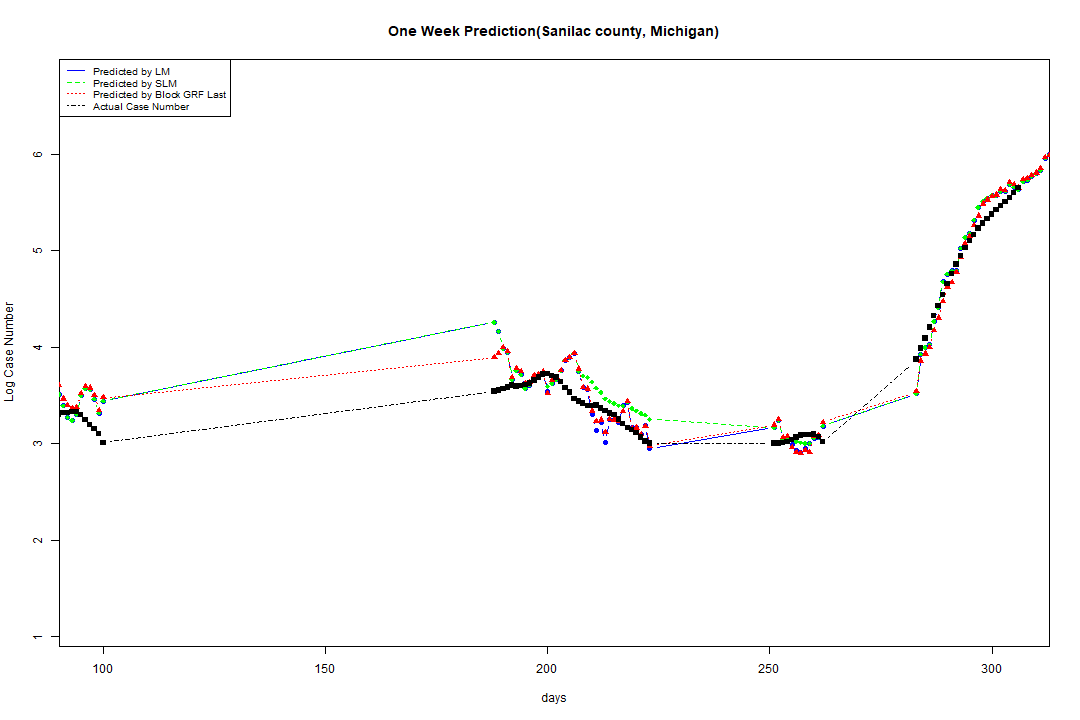 One Week Prediction(Sanilac county, Michigan)
Predicted by LM
Predicted by SLM
Predicted by Block GRF Last
Actual Case Number
Log Case Number
6
5
4
3
2
1
100
150
200
250
300
days